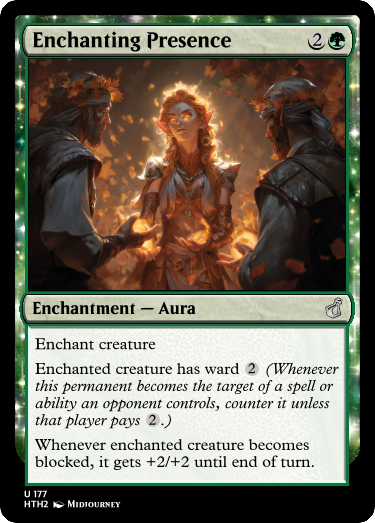 Enchanting Presence 2
Enchantment — Aura
Enchant creature
Enchanted creature has ward 2 (Whenever
this permanent becomes the target of a spell or
ability an opponent controls, counter it unless
that player pays 2.)
Whenever enchanted creature becomes
blocked, it gets +2/+2 until end of turn.
U 177
HTH2 Midjourney